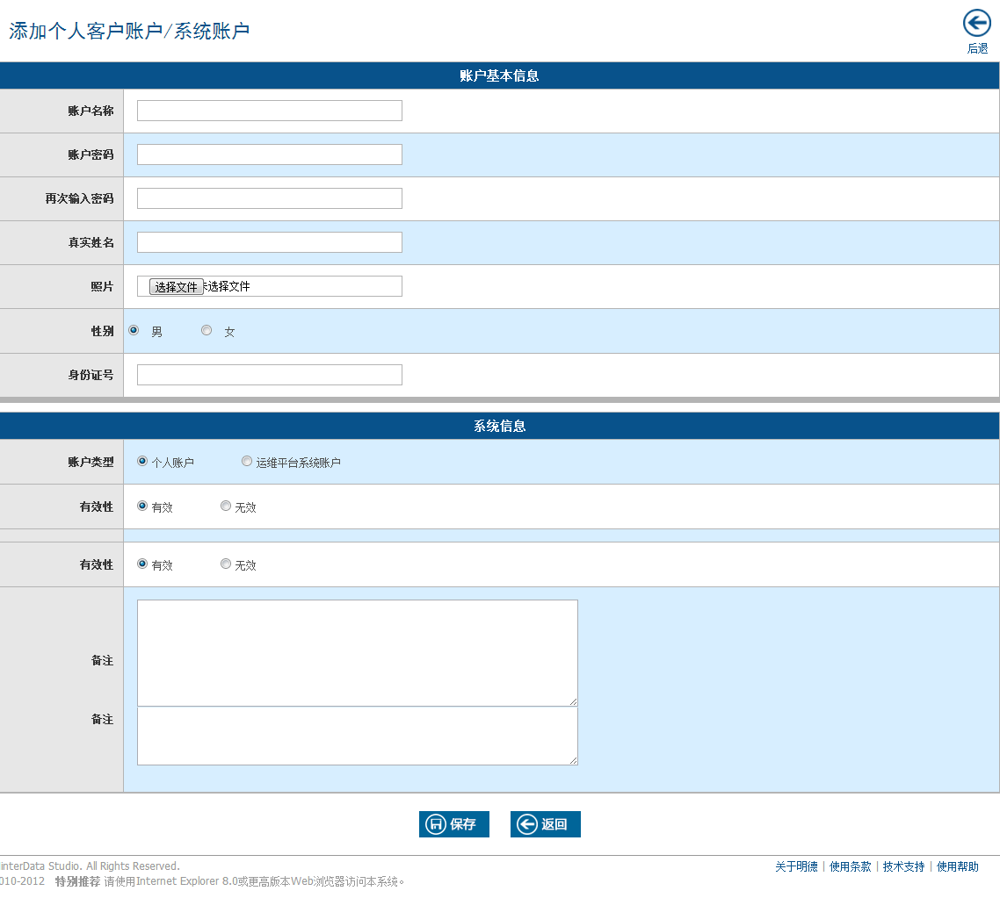 添加个人客户账户/系统账户
后退
账户基本信息
账户名称
账户密码
再次输入密码
真实姓名
照片 选择文件 未选择文件
性别 男 女
身份证号
系统信息
账户类型 个人账户 运维平台系统账户
有效性 有效 无效
有效性 有效 无效
备注
备注
保存 返回
interData Studio. All Rights Reserved.
关于明德 | 使用条款 | 技术支持 | 使用帮助
010-2012 特别推荐 请使用Internet Explorer 8.0或更高版本Web浏览器访问本系统。